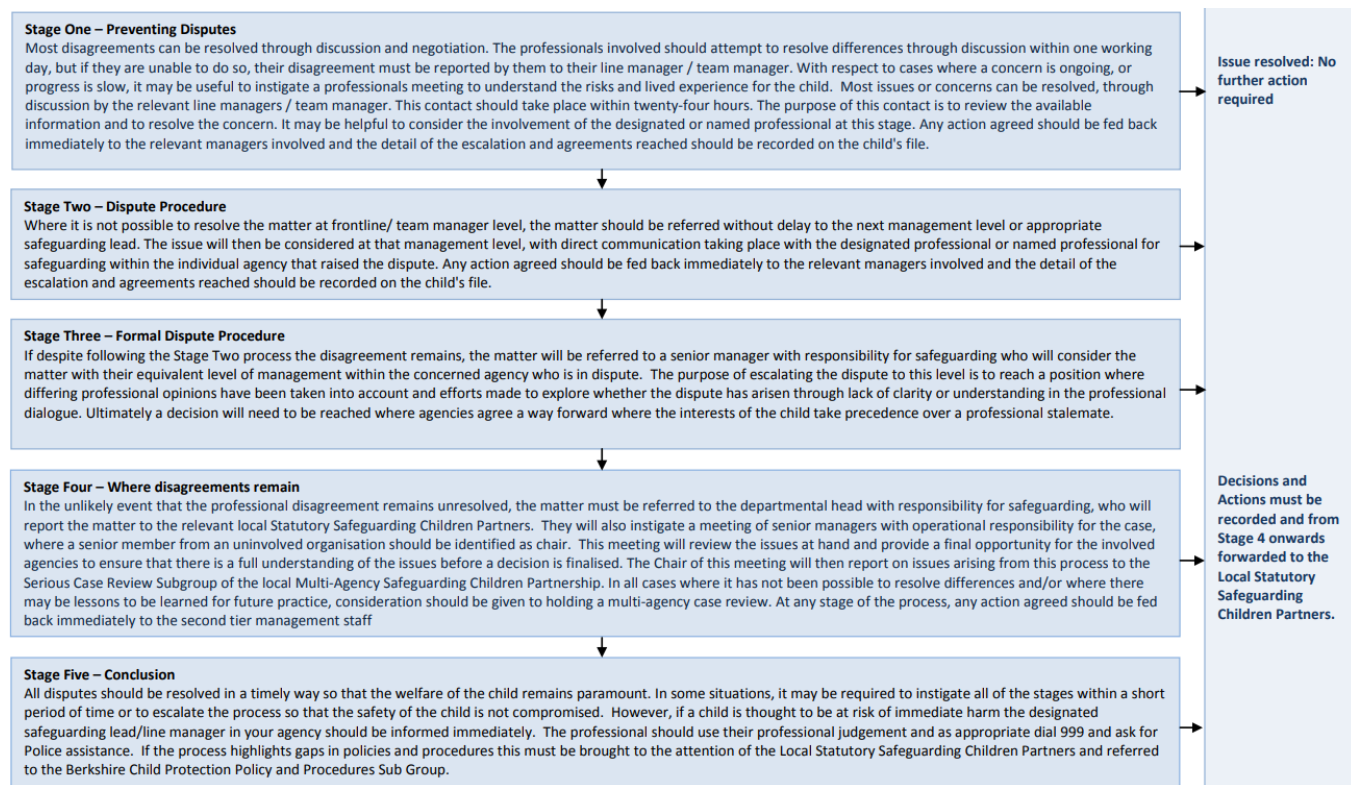 Stage One – Preventing Disputes
Most disagreements can be resolved through discussion and negotiation. The professionals involved should attempt to resolve differences through discussion within one working
day, but if they are unable to do so, their disagreement must be reported by them to their line manager / team manager. With respect to cases where a concern is ongoing, or
progress is slow, it may be useful to instigate a professionals meeting to understand the risks and lived experience for the child.  Most issues or concerns can be resolved, through
discussion by the relevant line managers / team manager. This contact should take place within twenty-four hours. The purpose of this contact is to review the available
information and to resolve the concern. It may be helpful to consider the involvement of the designated or named professional at this stage. Any action agreed should be fed back
immediately to the relevant managers involved and the detail of the escalation and agreements reached should be recorded on the child's file.
Issue resolved: No
further action
required
Stage Two – Dispute Procedure
Where it is not possible to resolve the matter at frontline/ team manager level, the matter should be referred without delay to the next management level or appropriate
safeguarding lead. The issue will then be considered at that management level, with direct communication taking place with the designated professional or named professional for
safeguarding within the individual agency that raised the dispute. Any action agreed should be fed back immediately to the relevant managers involved and the detail of the
escalation and agreements reached should be recorded on the child's file.
Stage Three – Formal Dispute Procedure
If despite following the Stage Two process the disagreement remains, the matter will be referred to a senior manager with responsibility for safeguarding who will consider the
matter with their equivalent level of management within the concerned agency who is in dispute.  The purpose of escalating the dispute to this level is to reach a position where
differing professional opinions have been taken into account and efforts made to explore whether the dispute has arisen through lack of clarity or understanding in the professional
dialogue. Ultimately a decision will need to be reached where agencies agree a way forward where the interests of the child take precedence over a professional stalemate.
Stage Four – Where disagreements remain
In the unlikely event that the professional disagreement remains unresolved, the matter must be referred to the departmental head with responsibility for safeguarding, who will
report the matter to the relevant local Statutory Safeguarding Children Partners.  They will also instigate a meeting of senior managers with operational responsibility for the case,
where a senior member from an uninvolved organisation should be identified as chair.  This meeting will review the issues at hand and provide a final opportunity for the involved
agencies to ensure that there is a full understanding of the issues before a decision is finalised. The Chair of this meeting will then report on issues arising from this process to the
Serious Case Review Subgroup of the local Multi-Agency Safeguarding Children Partnership. In all cases where it has not been possible to resolve differences and/or where there
may be lessons to be learned for future practice, consideration should be given to holding a multi-agency case review. At any stage of the process, any action agreed should be fed
back immediately to the second tier management staff
Decisions and
Actions must be
recorded and from
Stage 4 onwards
forwarded to the
Local Statutory
Safeguarding
Children Partners.
Stage Five – Conclusion
All disputes should be resolved in a timely way so that the welfare of the child remains paramount. In some situations, it may be required to instigate all of the stages within a short
period of time or to escalate the process so that the safety of the child is not compromised.  However, if a child is thought to be at risk of immediate harm the designated
safeguarding lead/line manager in your agency should be informed immediately.  The professional should use their professional judgement and as appropriate dial 999 and ask for
Police assistance.  If the process highlights gaps in policies and procedures this must be brought to the attention of the Local Statutory Safeguarding Children Partners and referred
to the Berkshire Child Protection Policy and Procedures Sub Group.